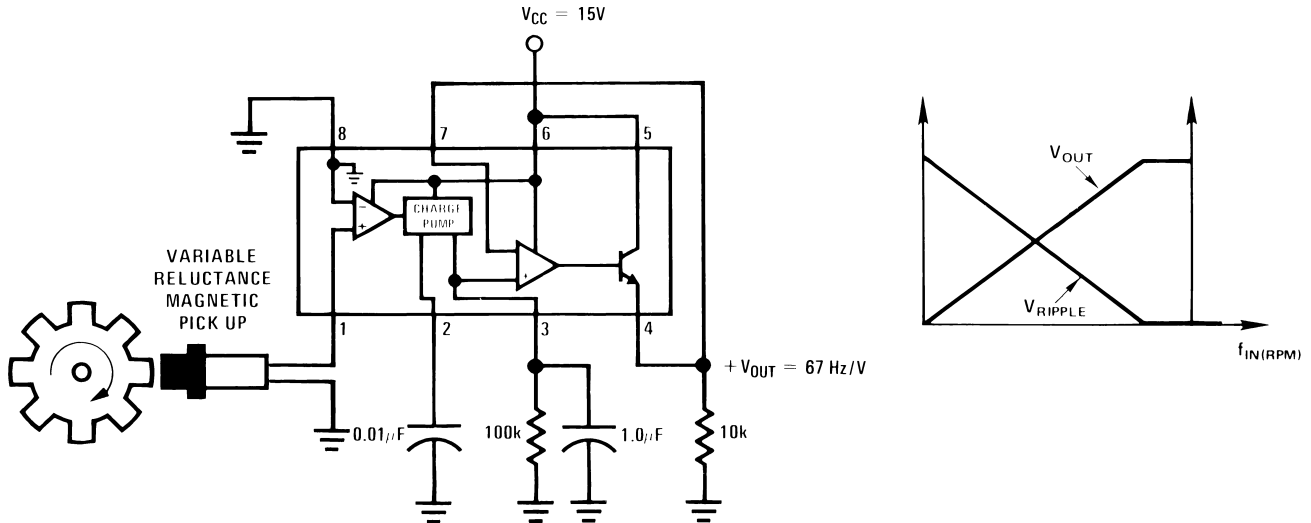 V_CC = 15V
8
7
6
5
CHARGE
PUMP
−
+
+
VARIABLE
RELUCTANCE
MAGNETIC
PICK UP
1
2
3
4
+ V_OUT = 67 Hz/V
0.01μF
100k
1.0μF
10k
V_OUT
V_RIPPLE
f_IN(RPM)